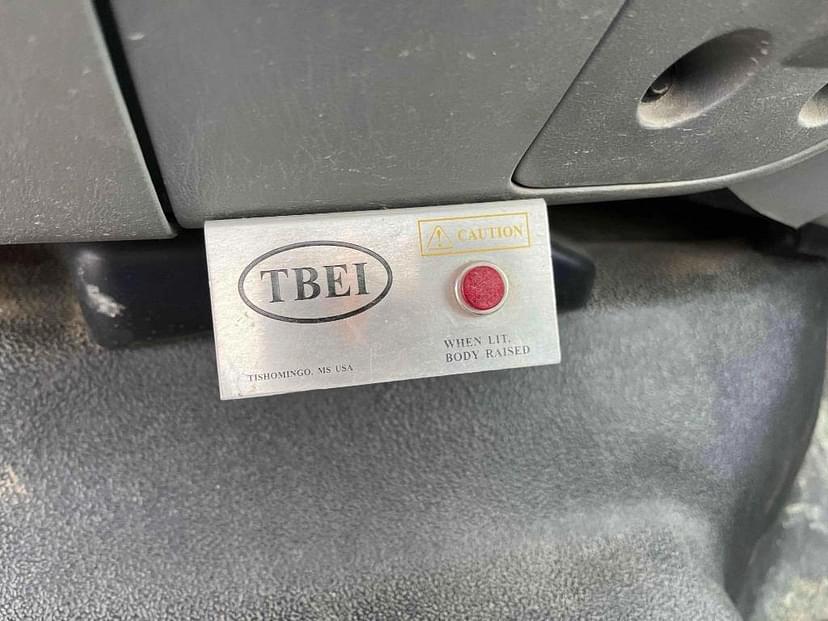 CAUTION
TBEI
WHEN LIT,
BODY RAISED
TISHOMINGO, MS USA